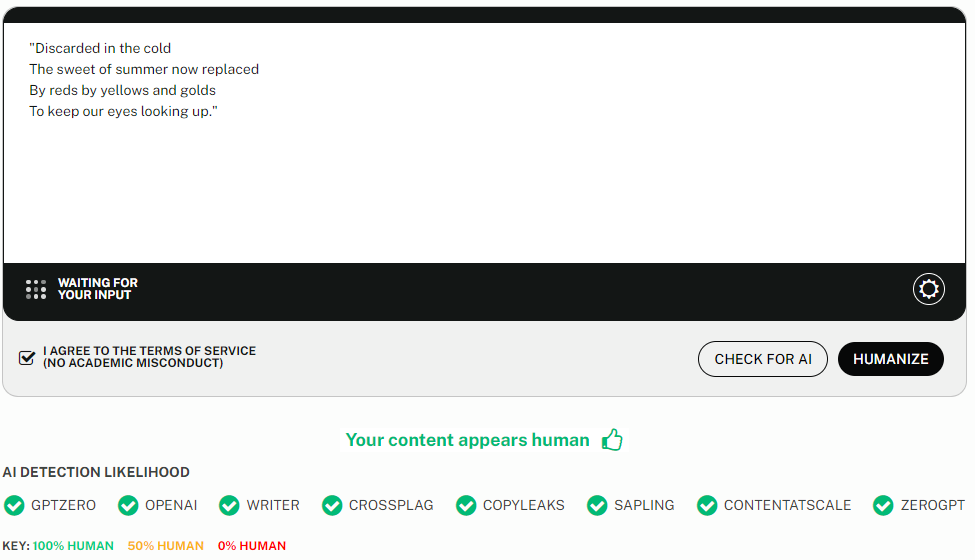 "Discarded in the cold
The sweet of summer now replaced
By reds by yellows and golds
To keep our eyes looking up."
WAITING FOR
YOUR INPUT
I AGREE TO THE TERMS OF SERVICE
(NO ACADEMIC MISCONDUCT)
CHECK FOR AI
HUMANIZE
Your content appears human
AI DETECTION LIKELIHOOD
GPTZERO OPENAI WRITER CROSSPLAG COPYLEAKS SAPLING CONTENTATSCALE ZEROGPT
KEY: 100% HUMAN 50% HUMAN 0% HUMAN